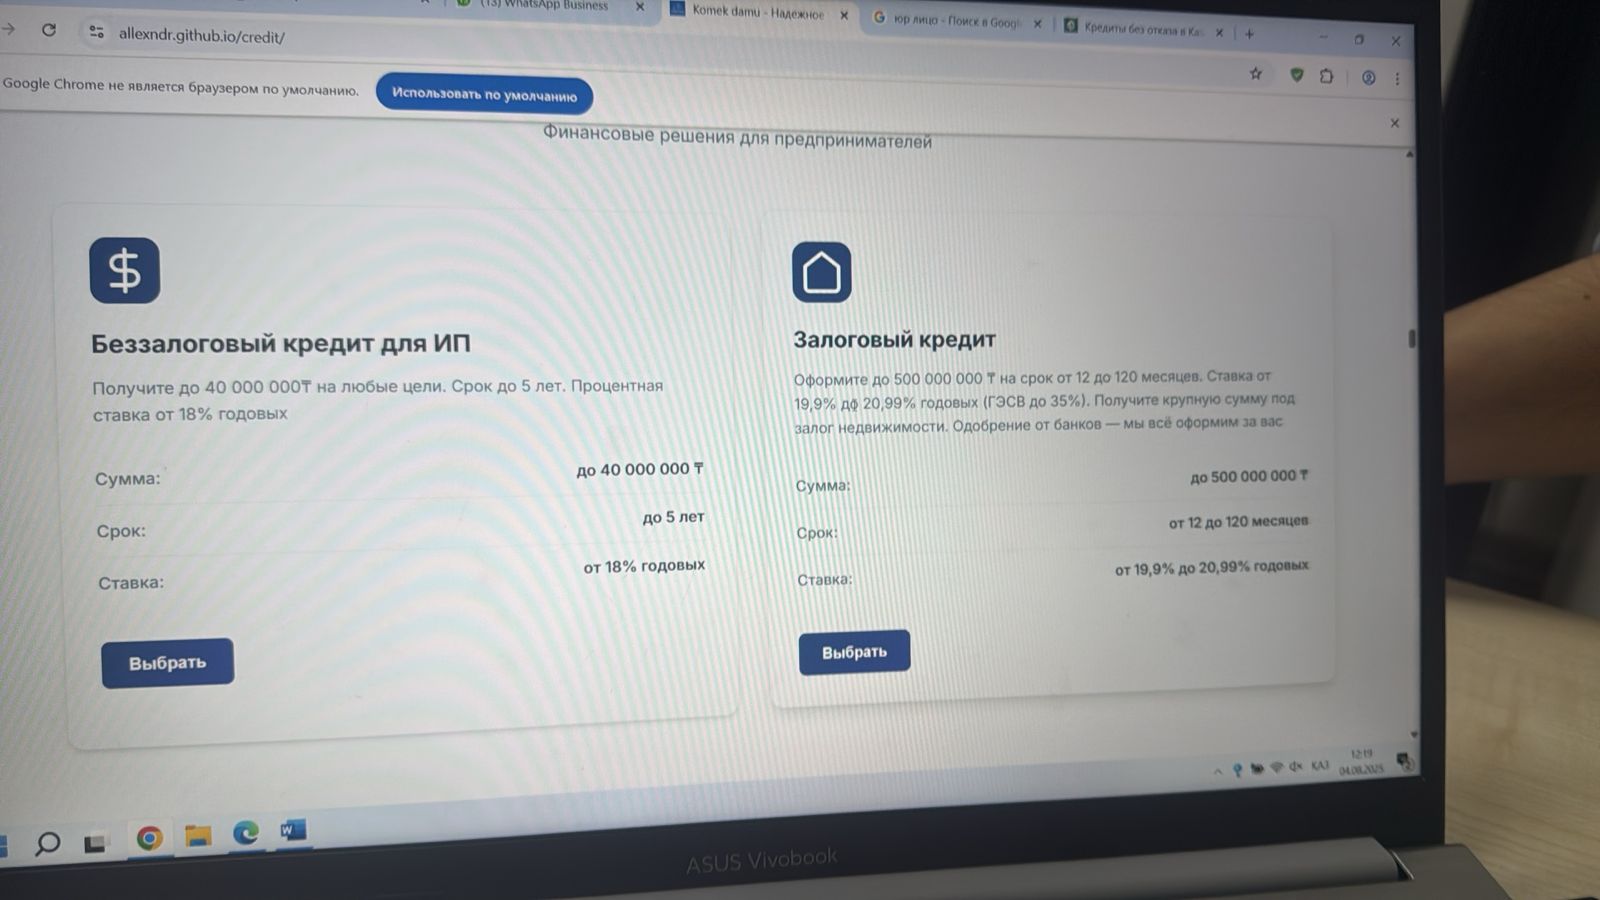 (13) WhatsApp Business
Komek damu - Надежное
юр лицо - Поиск в Googl
Кредиты без отказа в Ка
allexndr.github.io/credit/
Google Chrome не является браузером по умолчанию.
Использовать по умолчанию
Финансовые решения для предпринимателей
Беззалоговый кредит для ИП
Получите до 40 000 000₸ на любые цели. Срок до 5 лет. Процентная
ставка от 18% годовых
Сумма:
до 40 000 000 ₸
Срок:
до 5 лет
Ставка:
от 18% годовых
Выбрать
Залоговый кредит
Оформите до 500 000 000 ₸ на срок от 12 до 120 месяцев. Ставка от
19,9% до 20,99% годовых (ГЭСВ до 35%). Получите крупную сумму под
залог недвижимости. Одобрение от банков — мы всё оформим за вас
Сумма:
до 500 000 000 ₸
Срок:
от 12 до 120 месяцев
Ставка:
от 19,9% до 20,99% годовых
Выбрать
ҚАЗ
12:19
04.08.2025
ASUS Vivobook